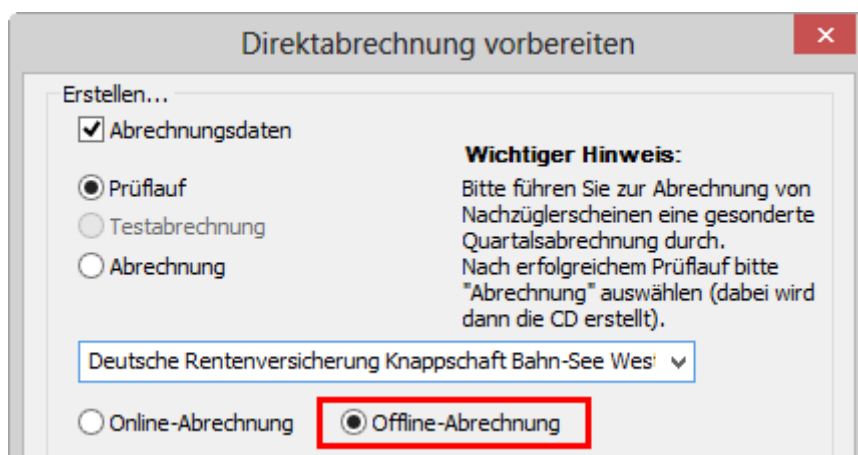 Direktabrechnung vorbereiten
Erstellen...
Abrechnungsdaten
Wichtiger Hinweis:
Prüflauf
Testabrechnung
Abrechnung
Bitte führen Sie zur Abrechnung von
Nachzüglerscheinen eine gesonderte
Quartalsabrechnung durch.
Nach erfolgreichem Prüflauf bitte
"Abrechnung" auswählen (dabei wird
dann die CD erstellt).
Deutsche Rentenversicherung Knappschaft Bahn-See West
Online-Abrechnung Offline-Abrechnung